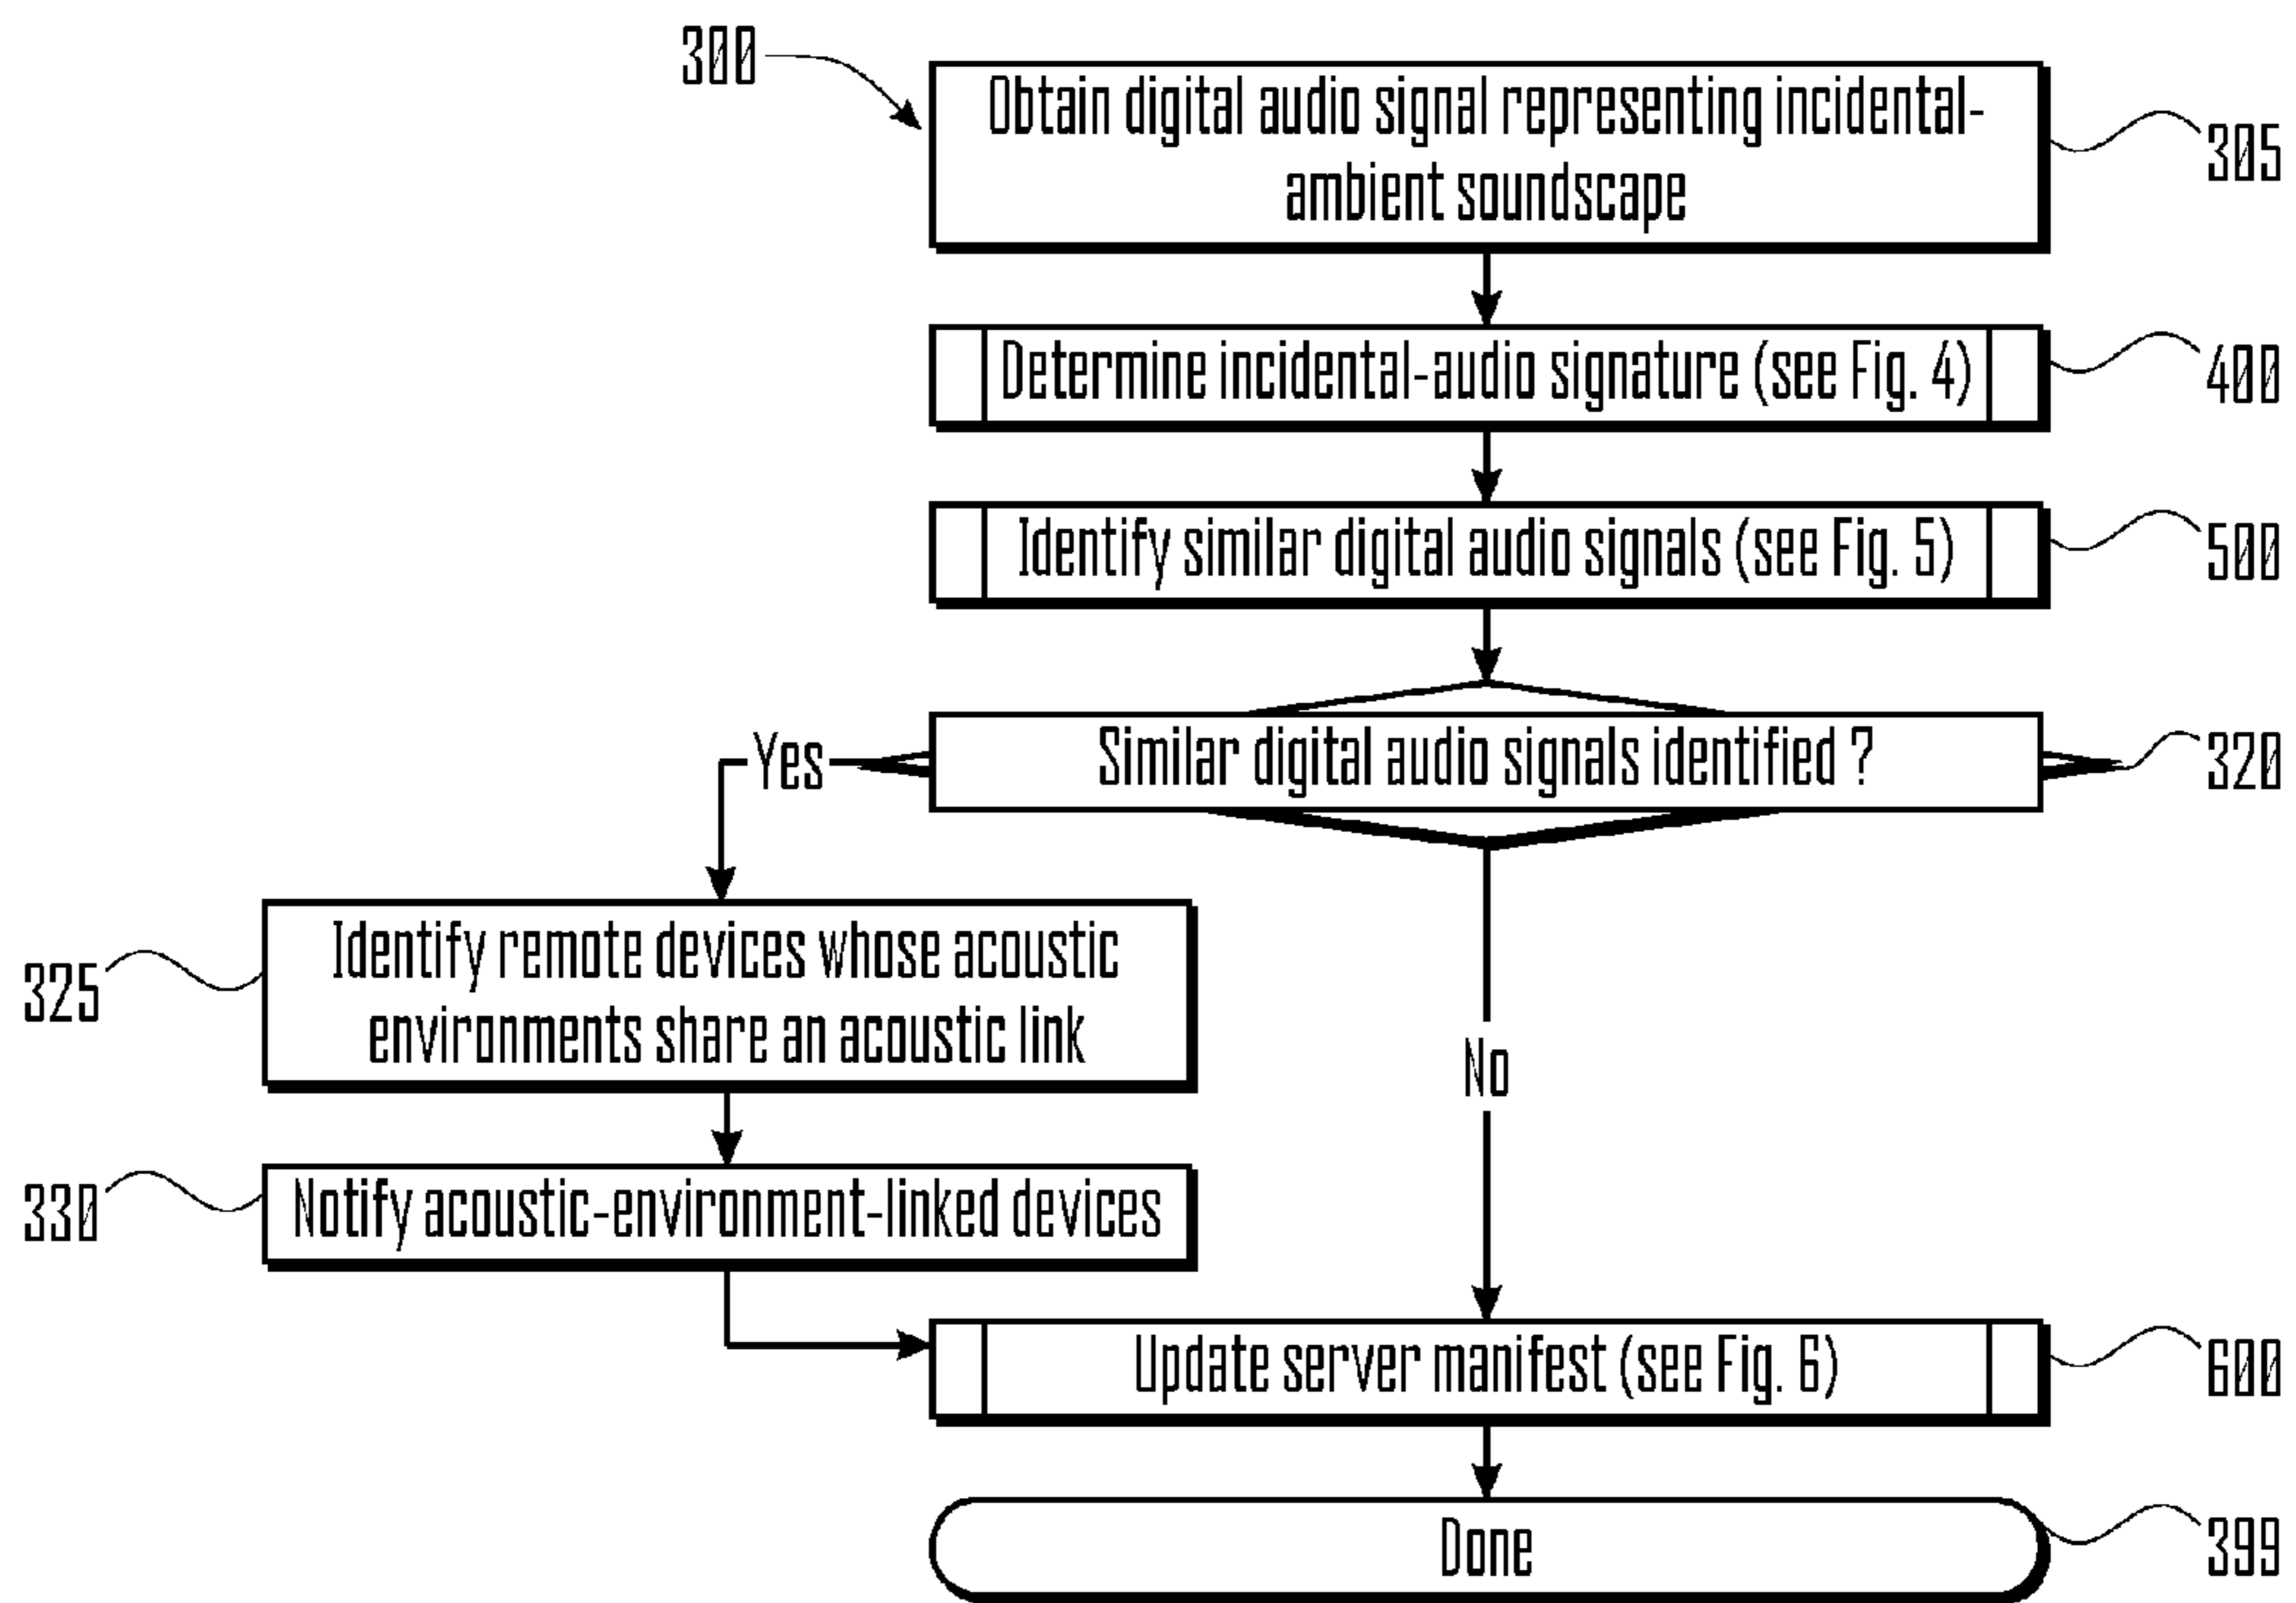 300
Obtain digital audio signal representing incidental-
ambient soundscape
305
Determine incidental-audio signature (see Fig. 4)
400
Identify similar digital audio signals (see Fig. 5)
500
Similar digital audio signals identified ?
320
Yes
Identify remote devices whose acoustic
environments share an acoustic link
325
No
Notify acoustic-environment-linked devices
330
Update server manifest (see Fig. 6)
600
Done
399